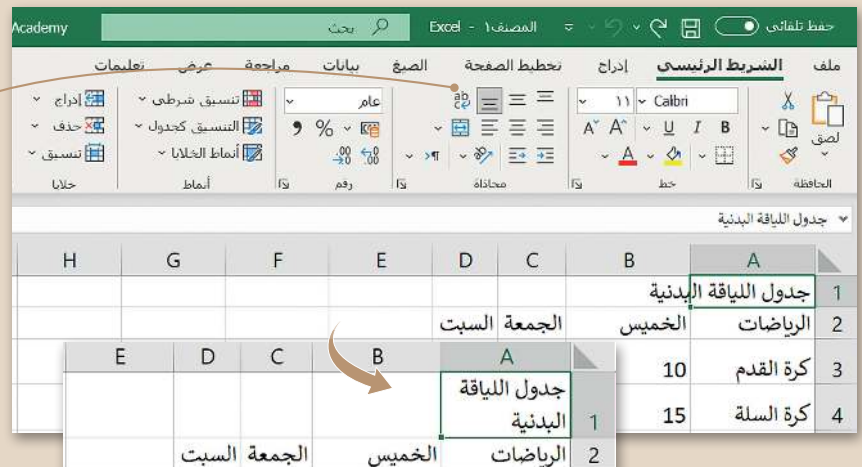 حفظ تلقائي المصنف١ - Excel بحث Academy
ملف الشريط الرئيسي إدراج تخطيط الصفحة الصيغ بيانات مراجعة عرض تعليمات
لصق Calibri ١١ عام تنسيق شرطي إدراج
B I U % التنسيق كجدول حذف
A أنماط الخلايا تنسيق
الحافظة خط محاذاة رقم أنماط خلايا
جدول اللياقة البدنية
A B C D E F G H
1 جدول اللياقة البدنية
2 الرياضات الخميس الجمعة السبت
3 كرة القدم 10
4 كرة السلة 15
A B C D E
1 جدول اللياقة
البدنية
2 الرياضات الخميس الجمعة السبت